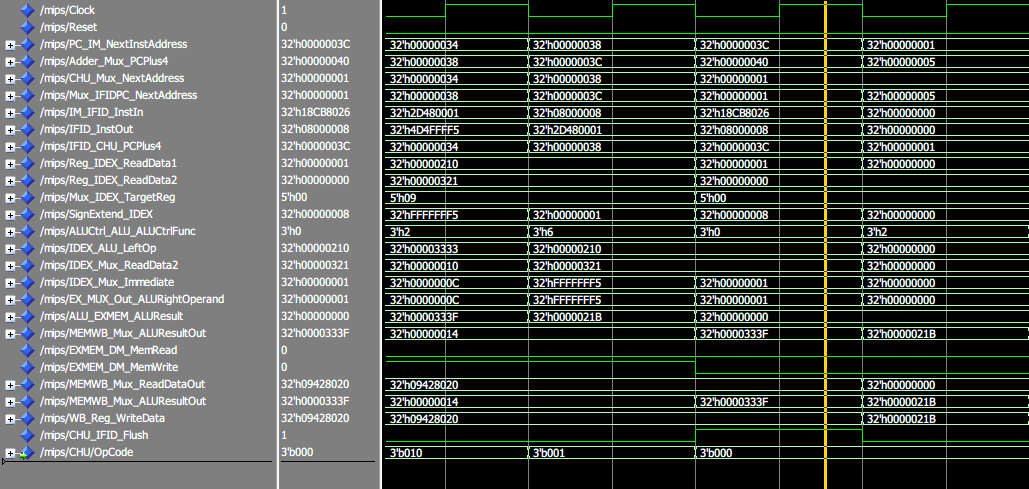 /mips/Clock 1
/mips/Reset 0
/mips/PC_IM_NextInstAddress 32'h0000003C 32'h00000034 32'h00000038 32'h0000003C 32'h00000001
/mips/Adder_Mux_PCPlus4 32'h00000040 32'h00000038 32'h0000003C 32'h00000040 32'h00000005
/mips/CHU_Mux_NextAddress 32'h00000001 32'h00000034 32'h00000038 32'h00000001
/mips/Mux_IFIDPC_NextAddress 32'h00000001 32'h00000038 32'h0000003C 32'h00000001 32'h00000005
/mips/IM_IFID_InstIn 32'h18CB8026 32'h2D480001 32'h08000008 32'h18CB8026 32'h00000000
/mips/IFID_InstOut 32'h08000008 32'h4D4FFFF5 32'h2D480001 32'h08000008 32'h00000000
/mips/IFID_CHU_PCPlus4 32'h0000003C 32'h00000034 32'h00000038 32'h0000003C 32'h00000001
/mips/Reg_IDEX_ReadData1 32'h00000001 32'h00000210 32'h00000001 32'h00000000
/mips/Reg_IDEX_ReadData2 32'h00000000 32'h00000321 32'h00000000
/mips/Mux_IDEX_TargetReg 5'h00 5'h09 5'h00
/mips/SignExtend_IDEX 32'h00000008 32'hFFFFFFF5 32'h00000001 32'h00000008 32'h00000000
/mips/ALUCtrl_ALU_ALUCtrlFunc 3'h0 3'h2 3'h6 3'h0 3'h2
/mips/IDEX_ALU_LeftOp 32'h00000210 32'h00003333 32'h00000210 32'h00000000
/mips/IDEX_Mux_ReadData2 32'h00000321 32'h00000010 32'h00000321 32'h00000000
/mips/IDEX_Mux_Immediate 32'h00000001 32'h0000000C 32'hFFFFFFF5 32'h00000001 32'h00000000
/mips/EX_MUX_Out_ALURightOperand 32'h00000001 32'h0000000C 32'hFFFFFFF5 32'h00000001 32'h00000000
/mips/ALU_EXMEM_ALUResult 32'h00000000 32'h0000333F 32'h0000021B 32'h00000000
/mips/MEMWB_Mux_ALUResultOut 32'h0000333F 32'h00000014 32'h0000333F 32'h0000021B
/mips/EXMEM_DM_MemRead 0
/mips/EXMEM_DM_MemWrite 0
/mips/MEMWB_Mux_ReadDataOut 32'h09428020 32'h09428020 32'h00000000
/mips/MEMWB_Mux_ALUResultOut 32'h0000333F 32'h00000014 32'h0000333F 32'h0000021B
/mips/WB_Reg_WriteData 32'h09428020 32'h09428020 32'h0000021B
/mips/CHU_IFID_Flush 1
/mips/CHU/OpCode 3'b000 3'b010 3'b001 3'b000